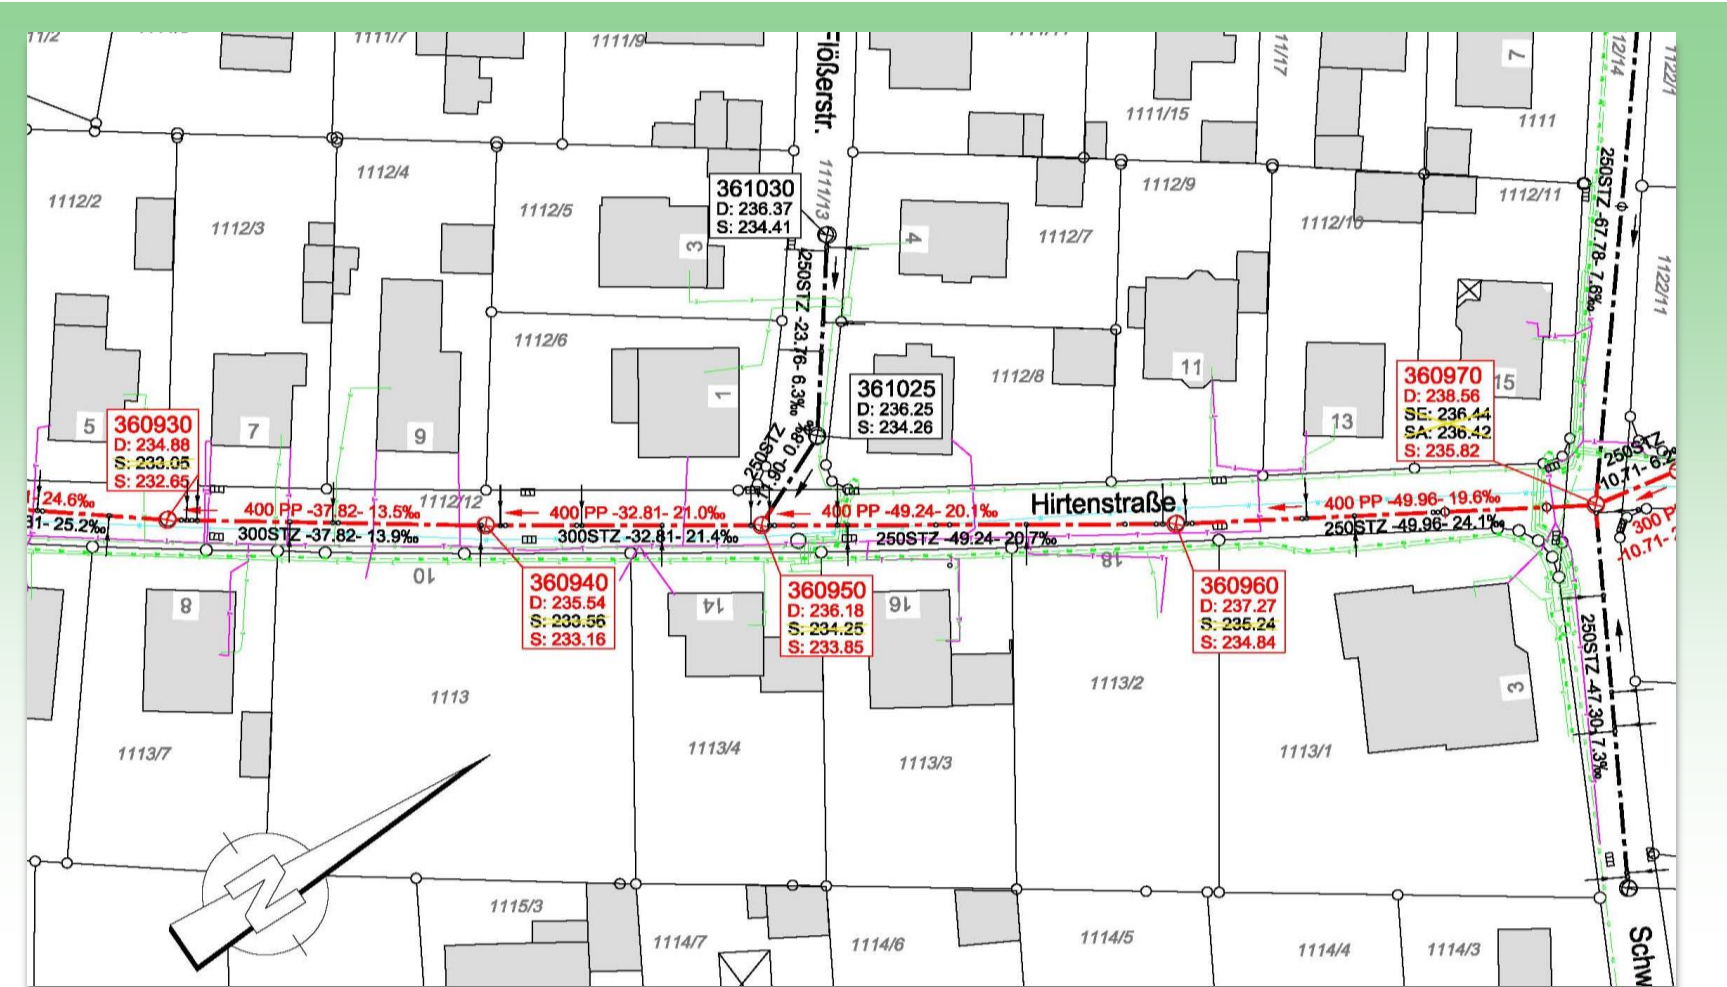 1111/7
1111/9
Flößerstr.
11/17
7
12/14
1122/1
1111/15
1111
1112/2
1112/3
1112/4
1112/5
3
361030
D: 236.37
S: 234.41
1111/13
4
1112/7
1112/9
1112/10
1112/11
250STZ -67.78- 7.6‰
1122/11
1112/6
1
250STZ -23.76- 6.3‰
361025
D: 236.25
S: 234.26
1112/8
11
13
15
360970
D: 238.56
SE: 236.44
SA: 236.42
S: 235.82
5
360930
D: 234.88
S: 233.05
S: 232.65
7
9
1112/12
250STZ
-11.90- 0.8‰
Hirtenstraße
250STZ
10.71- 6.
24.6‰
400 PP -37.82- 13.5‰
400 PP -32.81- 21.0‰
400 PP -49.24- 20.1‰
400 PP -49.96- 19.6‰
31- 25.2‰
300STZ -37.82- 13.9‰
300STZ -32.81- 21.4‰
250STZ -49.24- 20.7‰
250STZ -49.96- 24.1‰
300 P
-10.71-
8
10
360940
D: 235.54
S: 233.56
S: 233.16
14
360950
D: 236.18
S: 234.25
S: 233.85
16
18
360960
D: 237.27
S: 235.24
S: 234.84
3
250STZ -47.30- 7.3‰
1113/7
1113
1113/4
1113/3
1113/2
1113/1
N
1115/3
1114/7
1114/6
1114/5
1114/4
1114/3
Schw